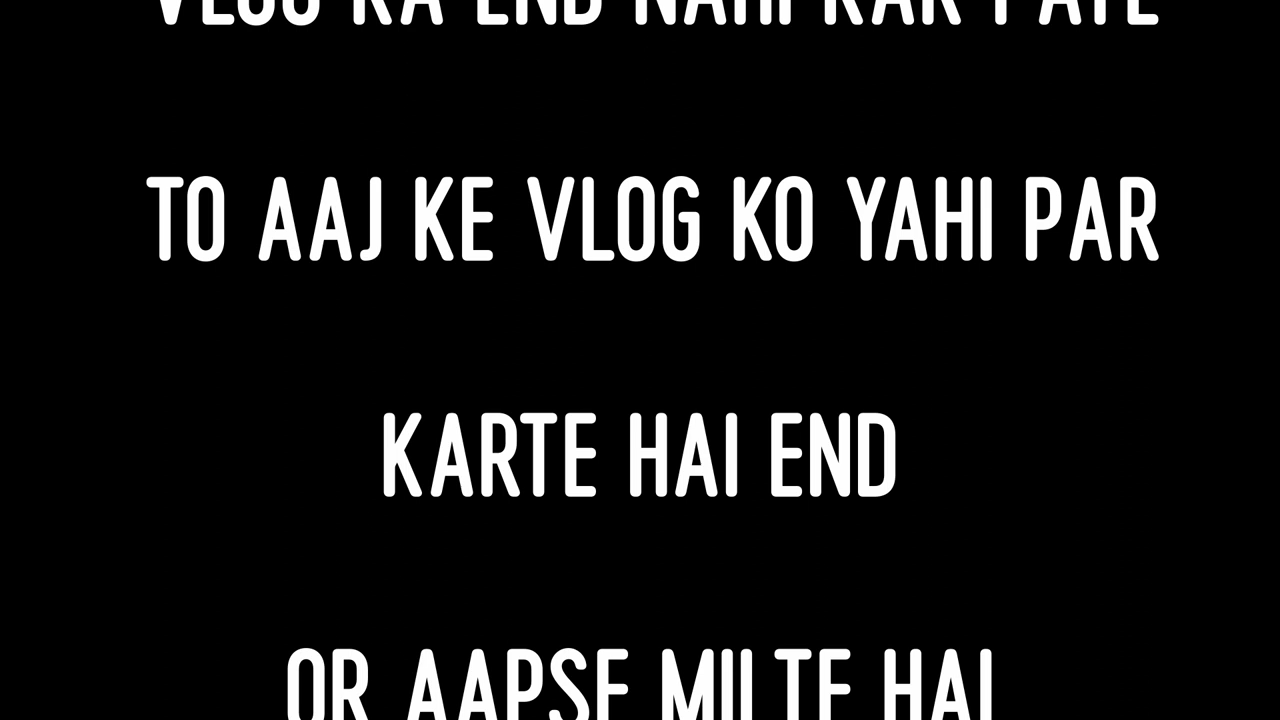 VLOG KA END NAHI KAR PATE
TO AAJ KE VLOG KO YAHI PAR
KARTE HAI END
OR AAPSE MILTE HAI